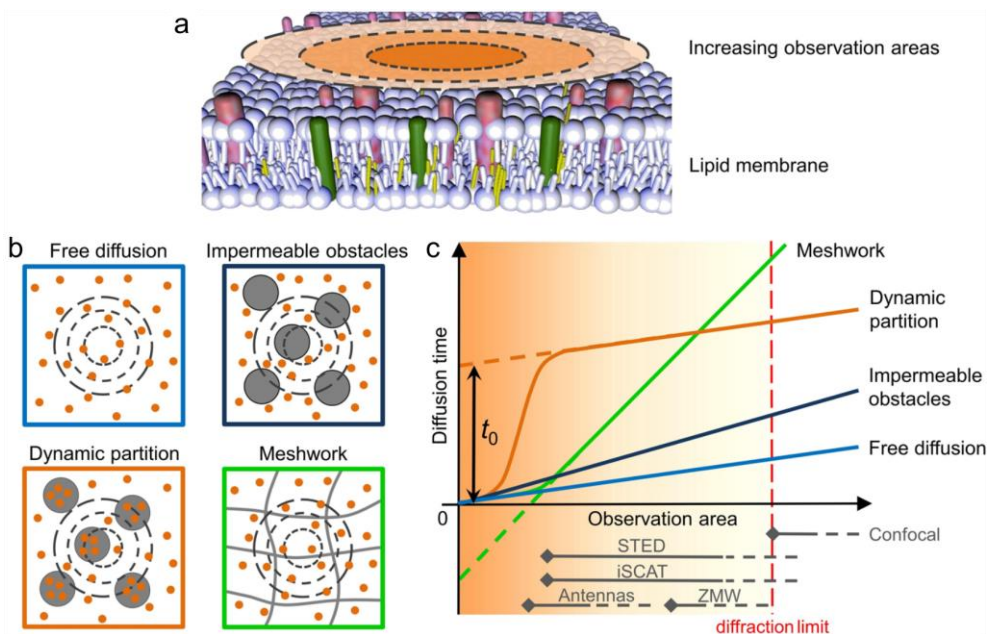 a
Increasing observation areas
Lipid membrane
b
Free diffusion
Impermeable obstacles
Dynamic partition
Meshwork
c
Meshwork
Dynamic
partition
Impermeable
obstacles
Free diffusion
Diffusion time
t0
0
Observation area
Confocal
STED
iSCAT
Antennas
ZMW
diffraction limit